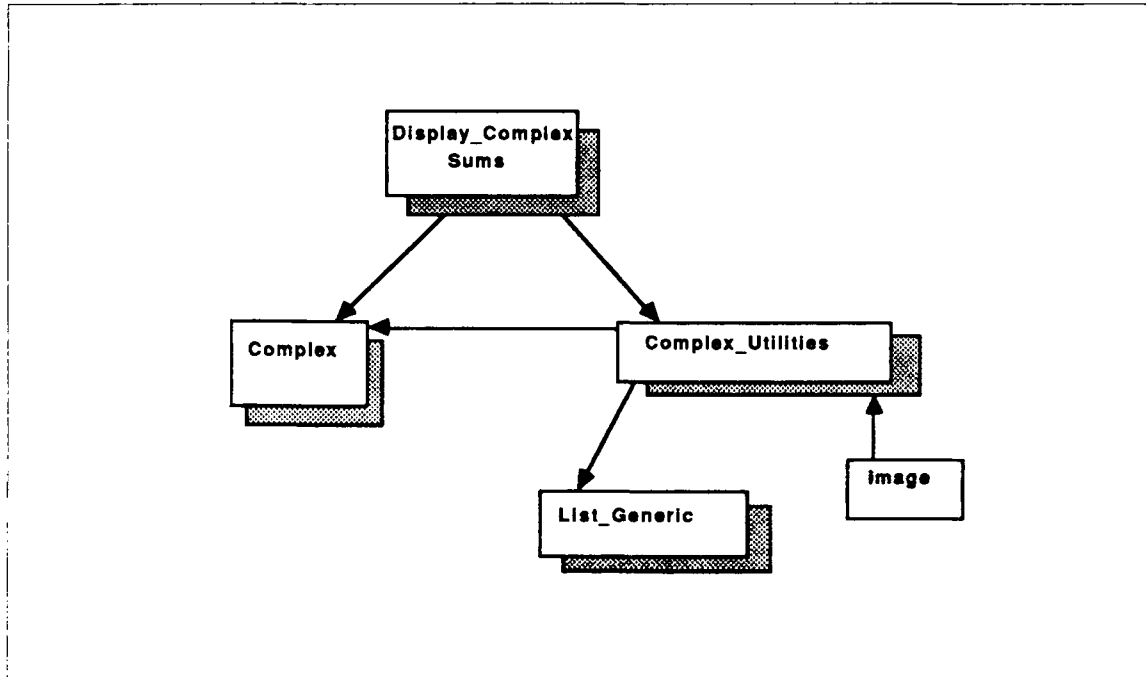 Display_Complex
Sums
Complex
Complex_Utilities
Image
List_Generic